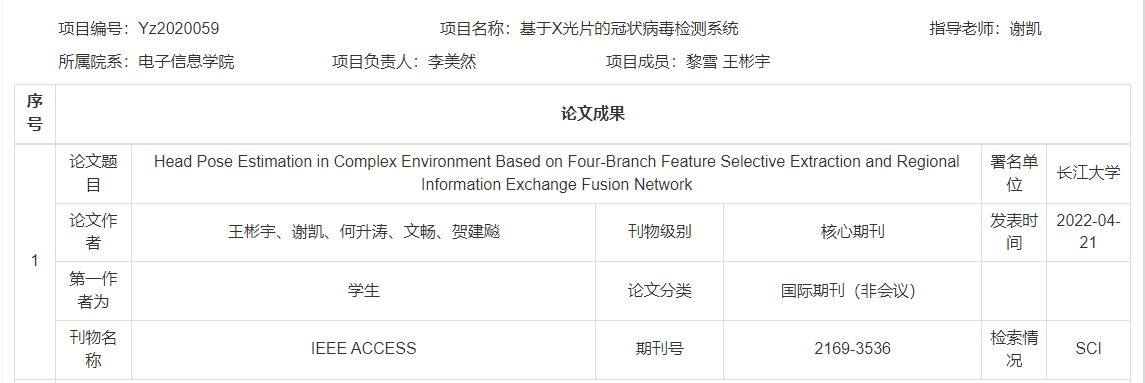 项目编号：Yz2020059 项目名称：基于X光片的冠状病毒检测系统 指导老师：谢凯
所属院系：电子信息学院 项目负责人：李美然 项目成员：黎雪 王彬宇
序号 论文成果
1
论文题目 Head Pose Estimation in Complex Environment Based on Four-Branch Feature Selective Extraction and Regional
Information Exchange Fusion Network 署名单位 长江大学
论文作者 王彬宇、谢凯、何升涛、文畅、贺建飚 刊物级别 核心期刊 发表时间 2022-04-21
第一作者为 学生 论文分类 国际期刊（非会议）
刊物名称 IEEE ACCESS 期刊号 2169-3536 检索情况 SCI